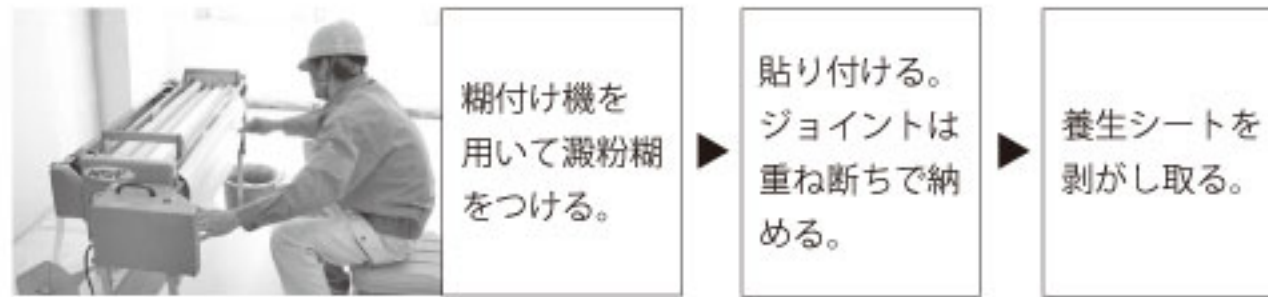 糊付け機を
用いて澱粉糊
をつける。
貼り付ける。
ジョイントは
重ね断ちで納
める。
養生シートを
剥がし取る。